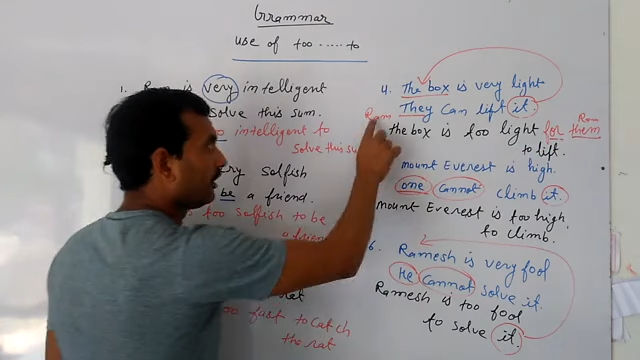 Grammar
use of too ..... to
1. Ram is very intelligent
solve this sum.
intelligent to
solve this su
selfish
be a friend.
too selfish to be
a friend
rat
too fast to catch
the rat
4. The box is very light
They can lift it.
Ram
Ram
the box is too light for them
to lift.
mount Everest is high.
one cannot climb it.
mount Everest is too high
to climb.
6. Ramesh is very fool
He cannot solve it.
Ramesh is too fool
to solve it.